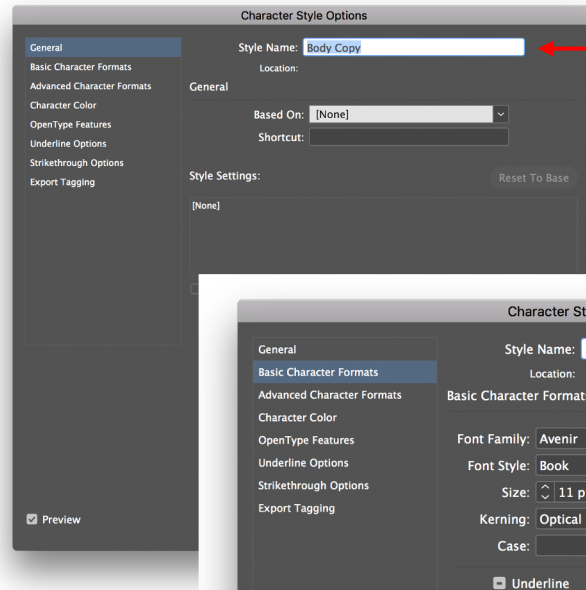 Character Style Options
General
Style Name: Body Copy
Basic Character Formats
Location:
Advanced Character Formats
General
Character Color
Based On: [None]
OpenType Features
Shortcut:
Underline Options
Strikethrough Options
Export Tagging
Style Settings:
Reset To Base
[None]
Preview
Character St
General
Style Name:
Basic Character Formats
Location:
Advanced Character Formats
Basic Character Formats
Character Color
OpenType Features
Font Family: Avenir
Underline Options
Font Style: Book
Strikethrough Options
Size: 11 p
Export Tagging
Kerning: Optical
Case:
Underline